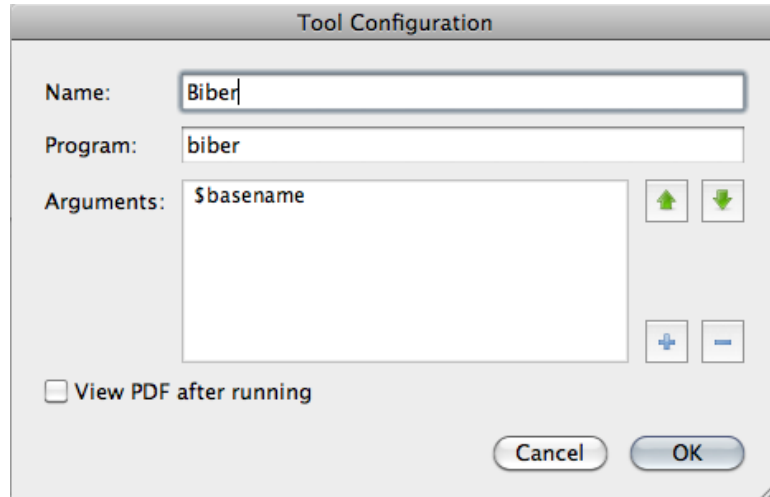 Tool Configuration
Name: Biber
Program: biber
Arguments: $basename
View PDF after running
Cancel OK